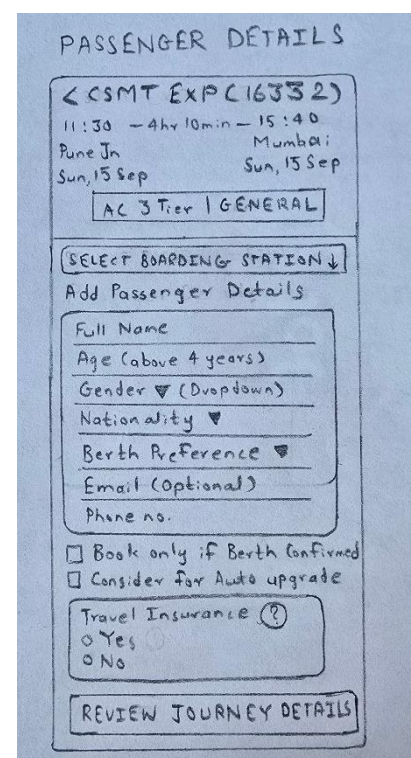 PASSENGER DETAILS
< CSMT EXP (16332)
11:30 - 4hr 10min - 15:40
Pune Jn Mumbai
Sun, 15 Sep Sun, 15 Sep
AC 3 Tier | GENERAL
SELECT BOARDING STATION ↓
Add Passenger Details
Full Name
Age (above 4 years)
Gender ▼ (Dropdown)
Nationality ▼
Berth Preference ▼
Email (Optional)
Phone no.
Book only if Berth Confirmed
Consider for Auto upgrade
Travel Insurance ?
Yes
No
REVIEW JOURNEY DETAILS